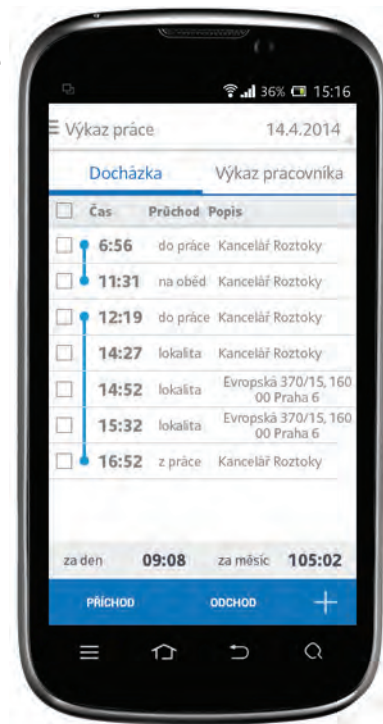 36% 15:16
Výkaz práce 14.4.2014
Docházka Výkaz pracovníka
Čas Průchod Popis
6:56 do práce Kancelář Roztoky
11:31 na oběd Kancelář Roztoky
12:19 do práce Kancelář Roztoky
14:27 lokalita Kancelář Roztoky
14:52 lokalita Evropská 370/15, 160
00 Praha 6
15:32 lokalita Evropská 370/15, 160
00 Praha 6
16:52 z práce Kancelář Roztoky
za den 09:08 za měsíc 105:02
PŘÍCHOD ODCHOD